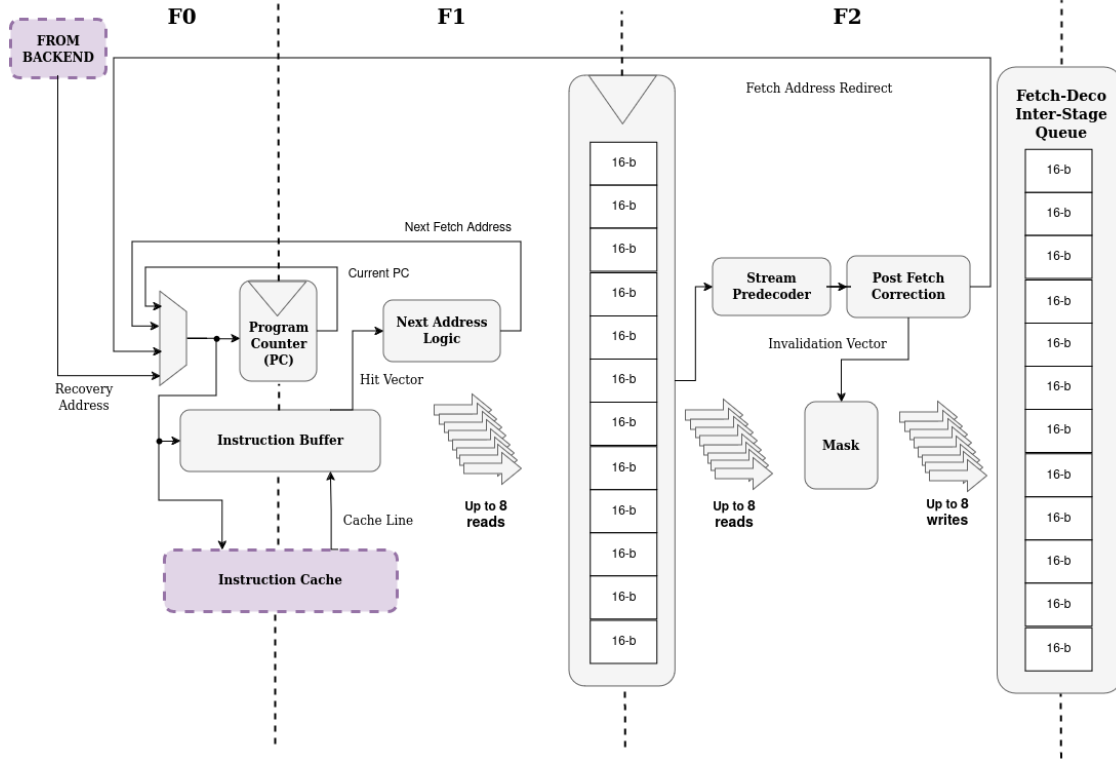 F0
F1
F2
FROM
BACKEND
Fetch Address Redirect
Fetch-Deco
Inter-Stage
Queue
Next Fetch Address
Current PC
Program
Counter
(PC)
Next Address
Logic
Hit Vector
Recovery
Address
Instruction Buffer
Up to 8
reads
Cache Line
Instruction Cache
16-b
16-b
16-b
16-b
16-b
16-b
16-b
16-b
16-b
16-b
16-b
16-b
Stream
Predecoder
Post Fetch
Correction
Invalidation Vector
Mask
Up to 8
reads
Up to 8
writes
16-b
16-b
16-b
16-b
16-b
16-b
16-b
16-b
16-b
16-b
16-b
16-b